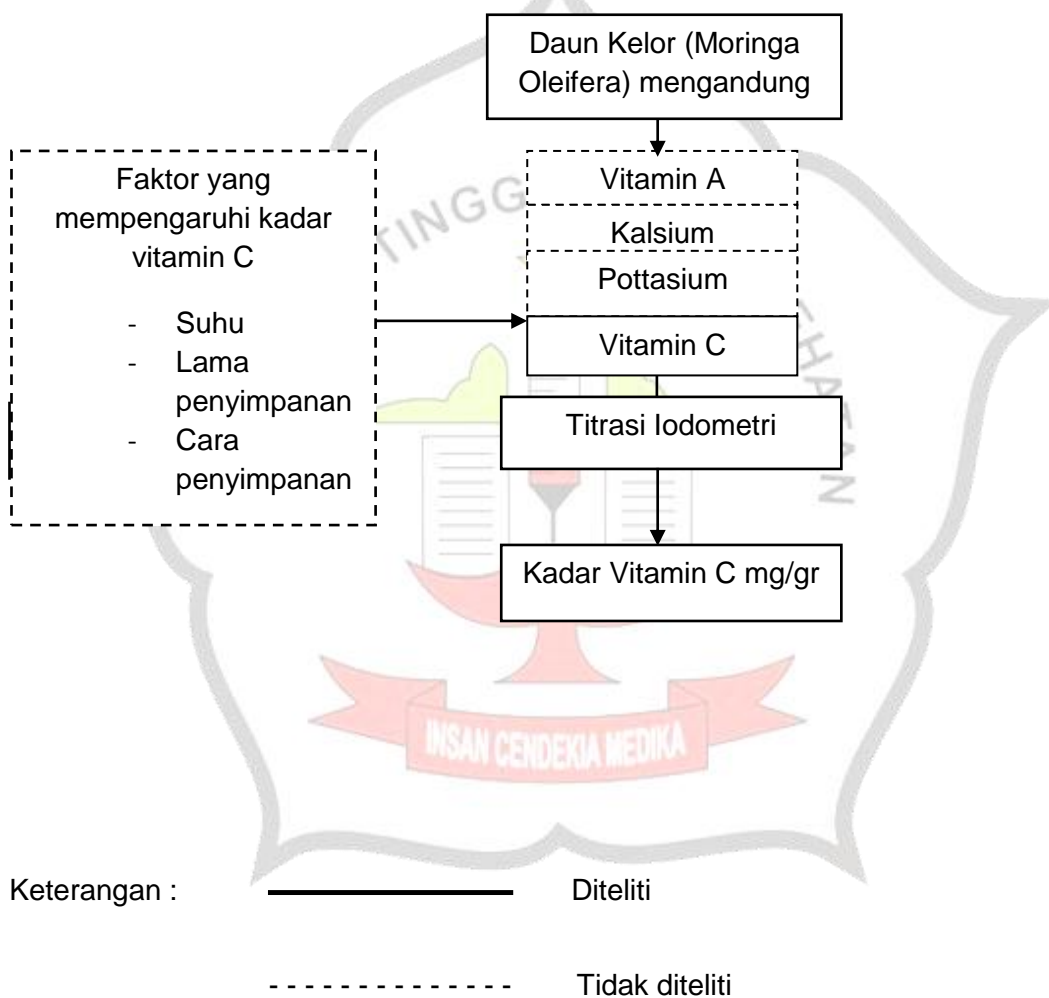 Daun Kelor (Moringa
Oleifera) mengandung
Faktor yang
mempengaruhi kadar
vitamin C
- Suhu
- Lama
penyimpanan
- Cara
penyimpanan
Vitamin A
Kalsium
Pottasium
Vitamin C
Titrasi Iodometri
Kadar Vitamin C mg/gr
INSAN CENDEKIA MEDIKA
Keterangan :
Diteliti
Tidak diteliti